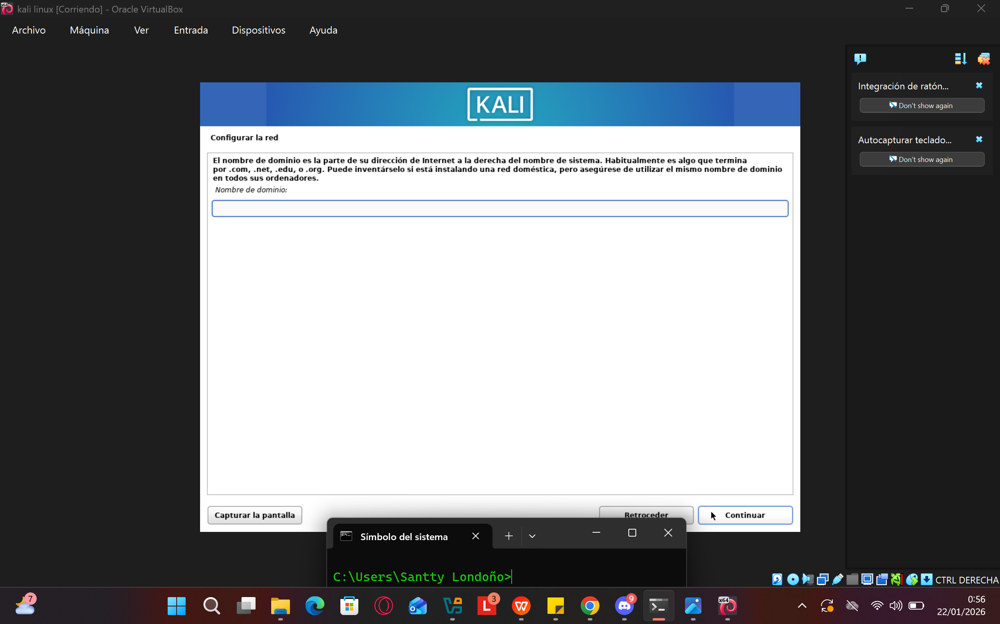 kali linux [Corriendo] - Oracle VirtualBox
Archivo Máquina Ver Entrada Dispositivos Ayuda
KALI
Configurar la red
El nombre de dominio es la parte de su dirección de Internet a la derecha del nombre de sistema. Habitualmente es algo que termina
por .com, .net, .edu, o .org. Puede inventárselo si está instalando una red doméstica, pero asegúrese de utilizar el mismo nombre de dominio
en todos sus ordenadores.
Nombre de dominio:
Capturar la pantalla
Retroceder
Continuar
Integración de ratón...
Don't show again
Autocapturar teclado...
Don't show again
Símbolo del sistema
C:\Users\Santty Londoño>
CTRL DERECHA
7
3
9
x64
x64
0:56
22/01/2026